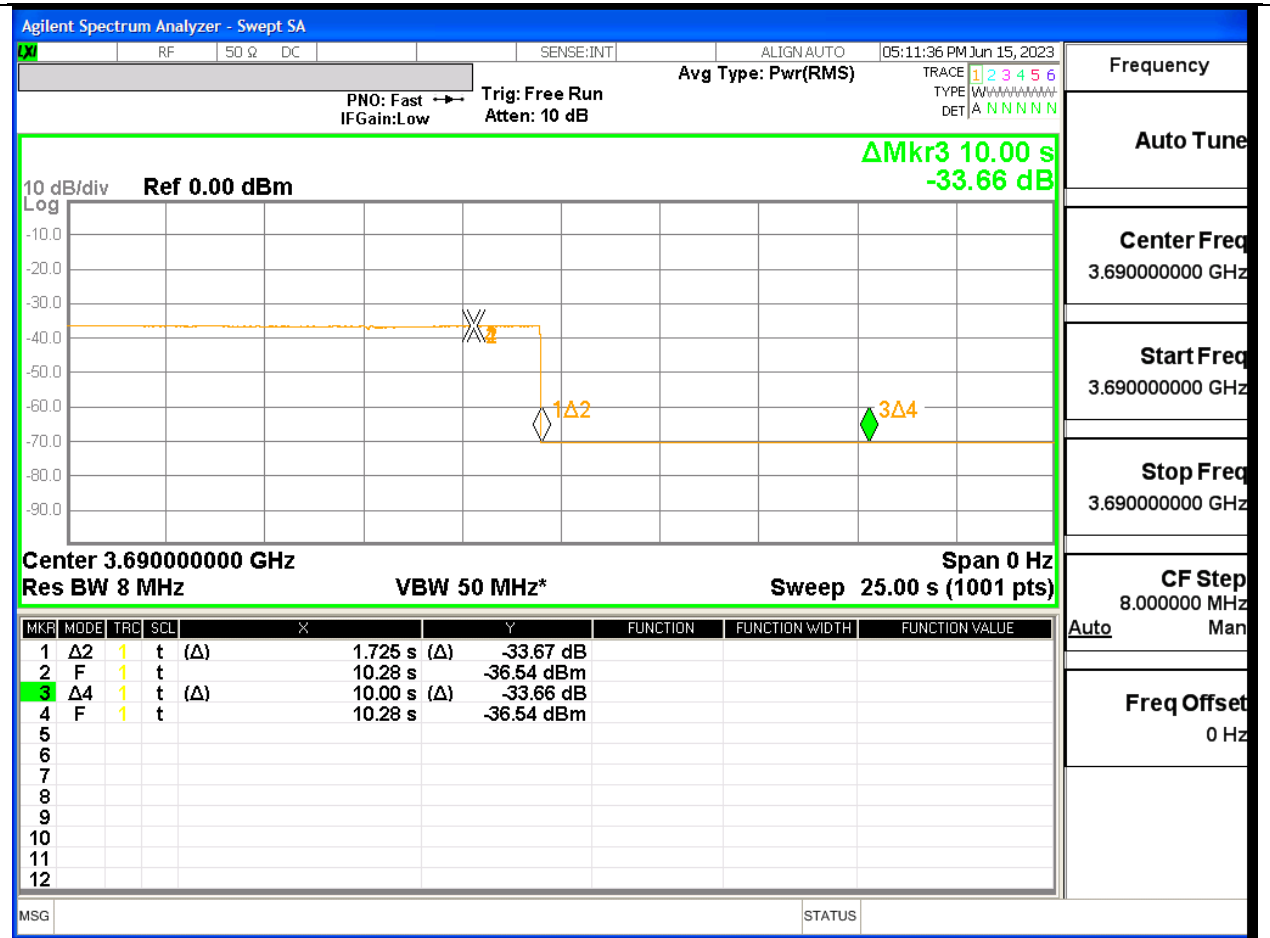 Agilent Spectrum Analyzer - Swept SA
LXI RF 50 Ω DC SENSE:INT ALIGN AUTO 05:11:36 PM Jun 15, 2023
PNO: Fast
IFGain:Low
Trig: Free Run
Atten: 10 dB
Avg Type: Pwr(RMS)
TRACE 1 2 3 4 5 6
TYPE
DET A N N N N N
ΔMkr3 10.00 s
-33.66 dB
10 dB/div Ref 0.00 dBm
Log
-10.0
-20.0
-30.0
-40.0
-50.0
-60.0
-70.0
-80.0
-90.0
1Δ2
3Δ4
Center 3.690000000 GHz Span 0 Hz
Res BW 8 MHz VBW 50 MHz* Sweep 25.00 s (1001 pts)
MKR MODE TRC SCL X Y FUNCTION FUNCTION WIDTH FUNCTION VALUE
1 Δ2 1 t (Δ) 1.725 s (Δ) -33.67 dB
2 F 1 t 10.28 s -36.54 dBm
3 Δ4 1 t (Δ) 10.00 s (Δ) -33.66 dB
4 F 1 t 10.28 s -36.54 dBm
5
6
7
8
9
10
11
12
MSG STATUS
Frequency
Auto Tune
Center Freq
3.690000000 GHz
Start Freq
3.690000000 GHz
Stop Freq
3.690000000 GHz
CF Step
8.000000 MHz
Auto Man
Freq Offset
0 Hz